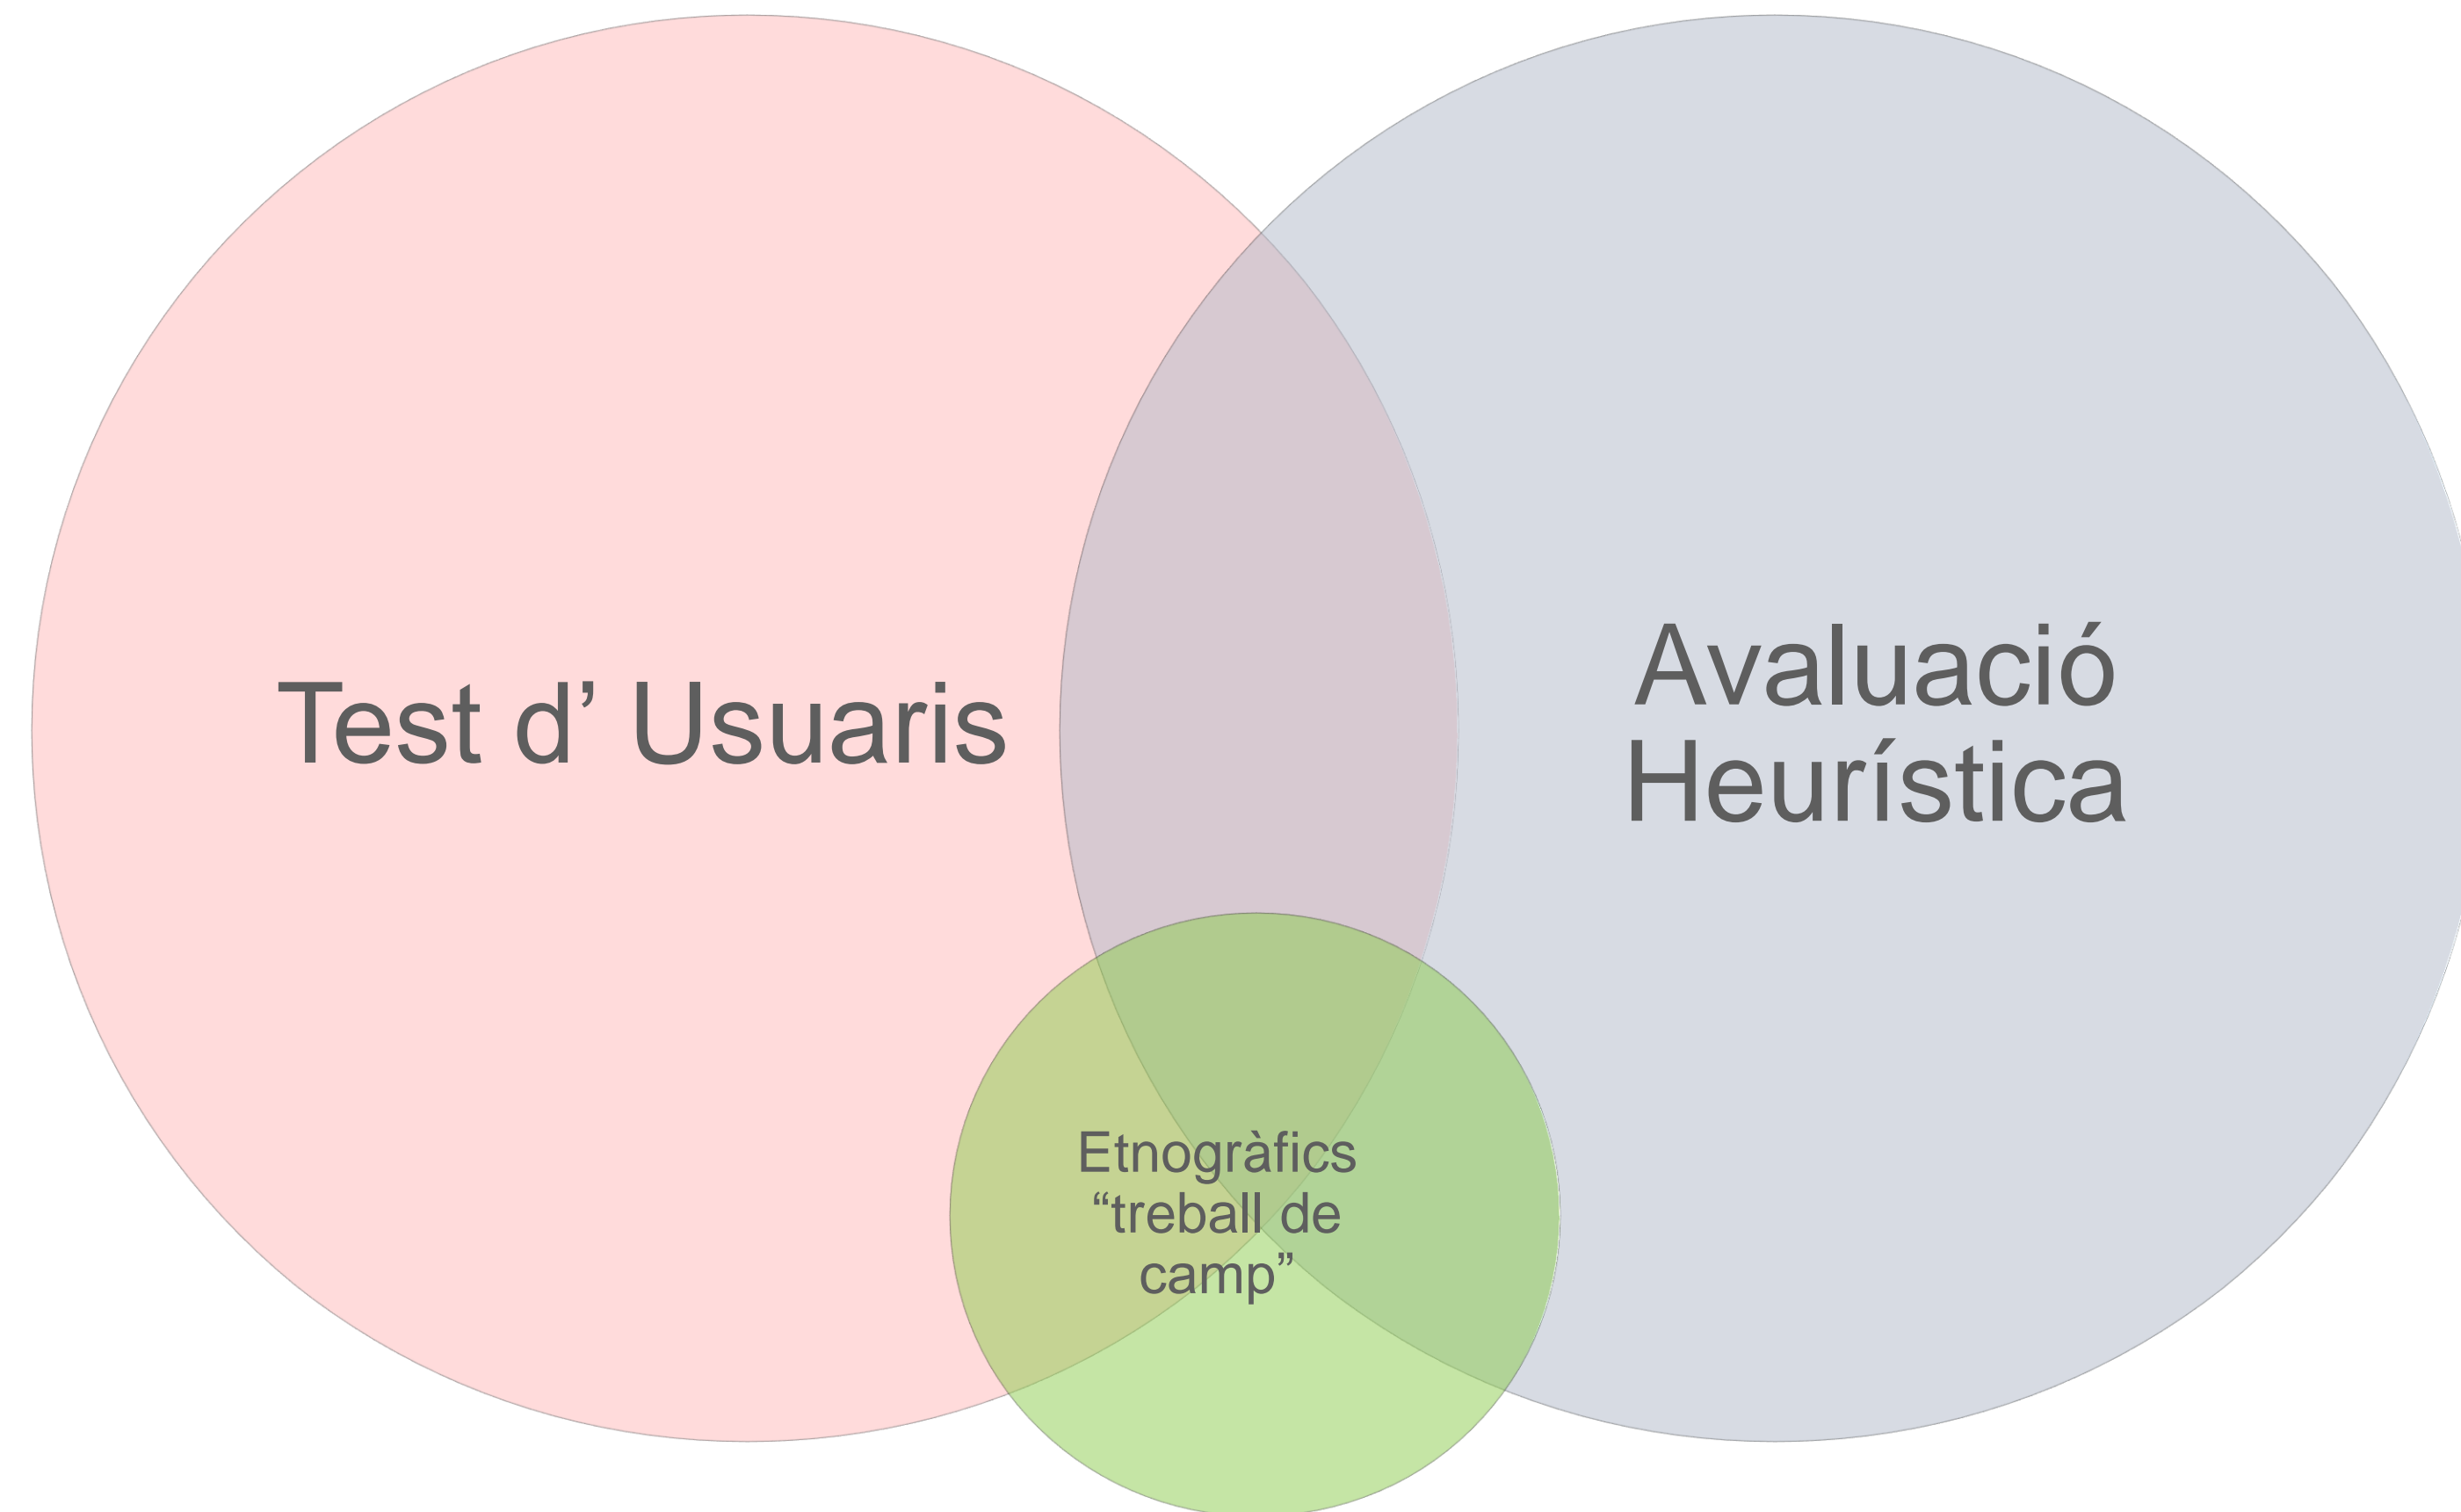 Test d’ Usuaris
Avaluació
Heurística
Etnogràfics
“treball de
camp”